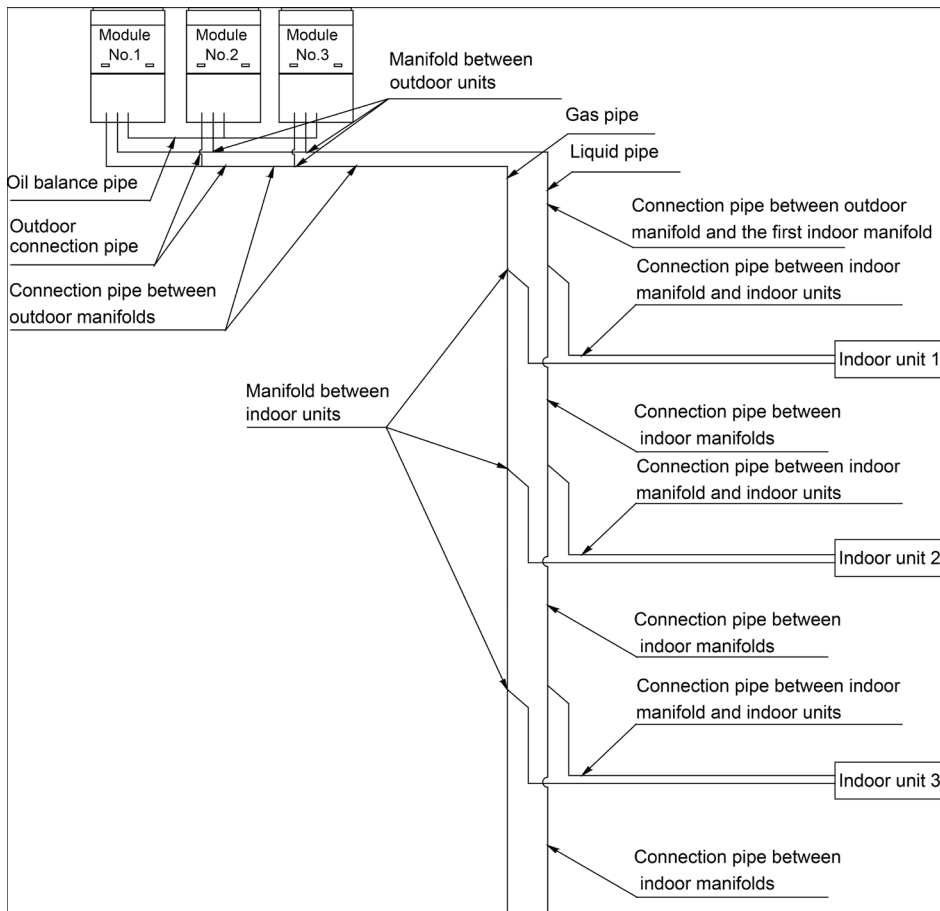 Module
No.1
Module
No.2
Module
No.3
Manifold between
outdoor units
Gas pipe
Liquid pipe
Oil balance pipe
Outdoor
connection pipe
Connection pipe between
outdoor manifolds
Connection pipe between outdoor
manifold and the first indoor manifold
Connection pipe between indoor
manifold and indoor units
Indoor unit 1
Manifold between
indoor units
Connection pipe between
indoor manifolds
Connection pipe between indoor
manifold and indoor units
Indoor unit 2
Connection pipe between
indoor manifolds
Connection pipe between indoor
manifold and indoor units
Indoor unit 3
Connection pipe between
indoor manifolds